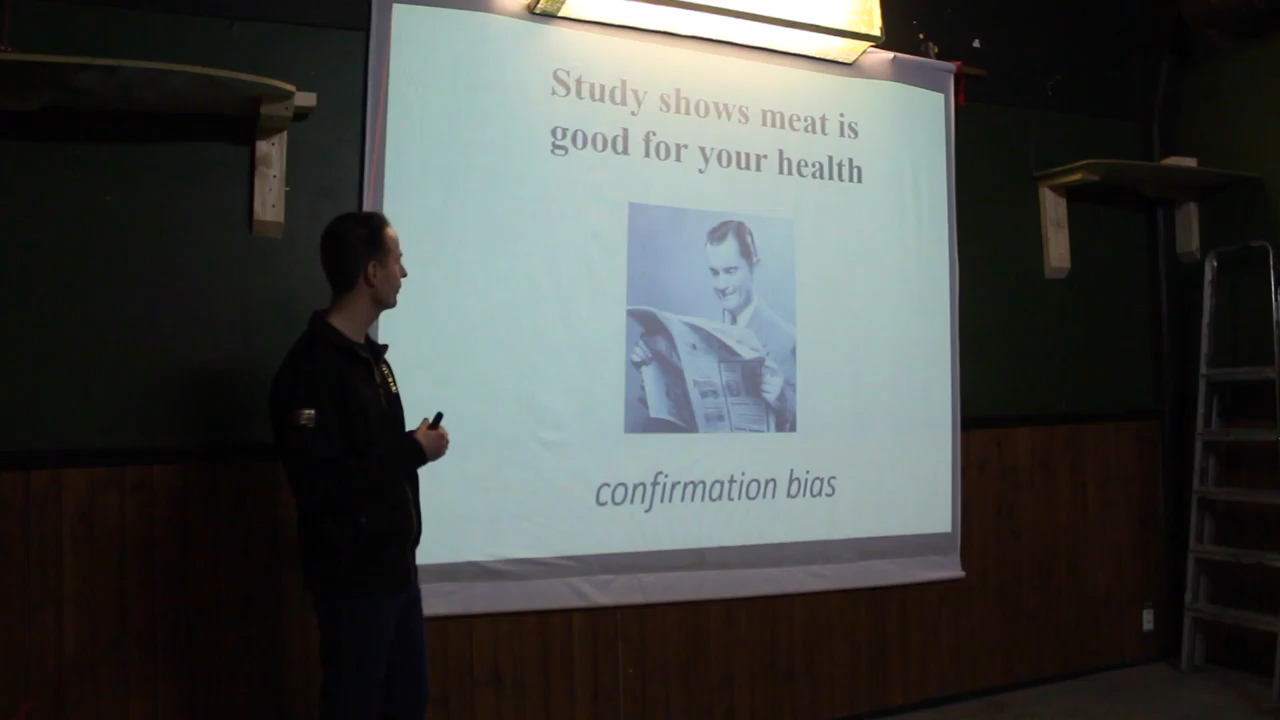 Study shows meat is
good for your health
confirmation bias